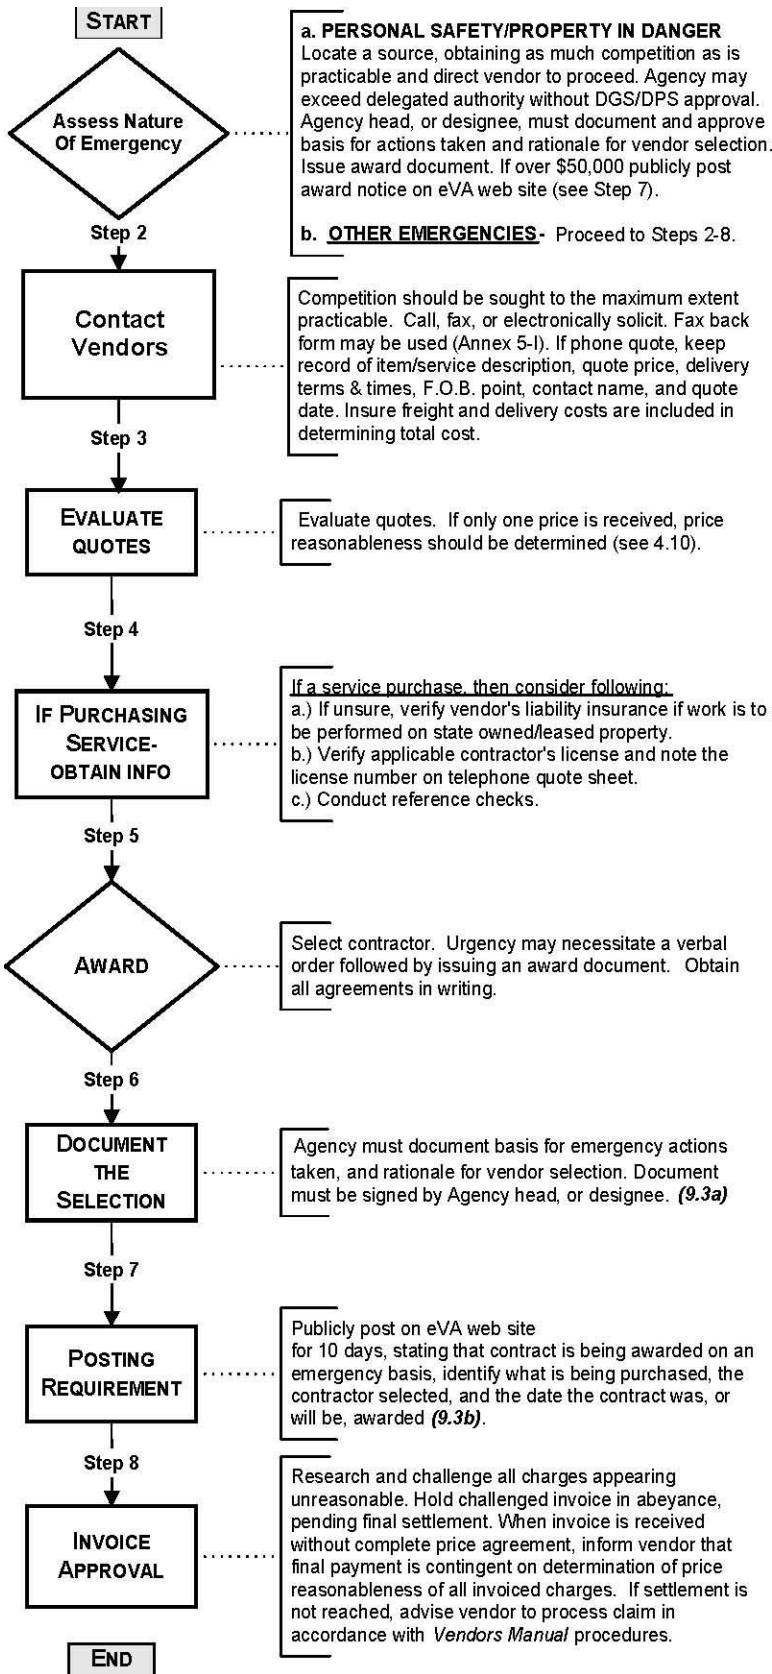 START
Assess Nature
Of Emergency
a. PERSONAL SAFETY/PROPERTY IN DANGER
Locate a source, obtaining as much competition as is
practicable and direct vendor to proceed. Agency may
exceed delegated authority without DGS/DPS approval.
Agency head, or designee, must document and approve
basis for actions taken and rationale for vendor selection.
Issue award document. If over $50,000 publicly post
award notice on eVA web site (see Step 7).
b. OTHER EMERGENCIES- Proceed to Steps 2-8.
Step 2
Contact
Vendors
Competition should be sought to the maximum extent
practicable. Call, fax, or electronically solicit. Fax back
form may be used (Annex 5-I). If phone quote, keep
record of item/service description, quote price, delivery
terms & times, F.O.B. point, contact name, and quote
date. Insure freight and delivery costs are included in
determining total cost.
Step 3
EVALUATE
QUOTES
Evaluate quotes. If only one price is received, price
reasonableness should be determined (see 4.10).
Step 4
IF PURCHASING
SERVICE-
OBTAIN INFO
If a service purchase, then consider following:
a.) If unsure, verify vendor's liability insurance if work is to
be performed on state owned/leased property.
b.) Verify applicable contractor's license and note the
license number on telephone quote sheet.
c.) Conduct reference checks.
Step 5
AWARD
Select contractor. Urgency may necessitate a verbal
order followed by issuing an award document. Obtain
all agreements in writing.
Step 6
DOCUMENT
THE
SELECTION
Agency must document basis for emergency actions
taken, and rationale for vendor selection. Document
must be signed by Agency head, or designee. (9.3a)
Step 7
POSTING
REQUIREMENT
Publicly post on eVA web site
for 10 days, stating that contract is being awarded on an
emergency basis, identify what is being purchased, the
contractor selected, and the date the contract was, or
will be, awarded (9.3b).
Step 8
INVOICE
APPROVAL
Research and challenge all charges appearing
unreasonable. Hold challenged invoice in abeyance,
pending final settlement. When invoice is received
without complete price agreement, inform vendor that
final payment is contingent on determination of price
reasonableness of all invoiced charges. If settlement is
not reached, advise vendor to process claim in
accordance with Vendors Manual procedures.
END